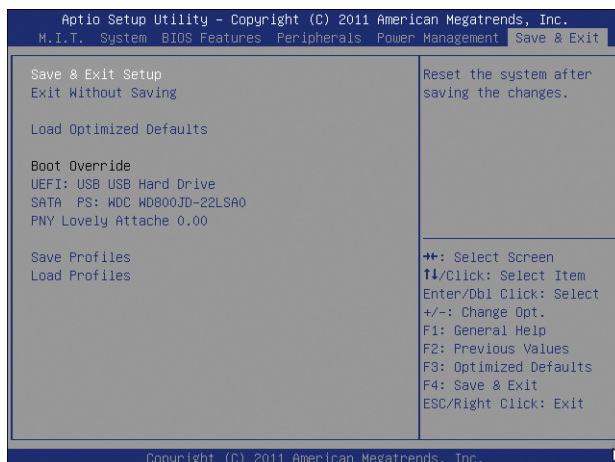 Aptio Setup Utility – Copyright (C) 2011 American Megatrends, Inc.
M.I.T. System BIOS Features Peripherals Power Management Save & Exit
Save & Exit Setup
Exit Without Saving
Load Optimized Defaults
Boot Override
UEFI: USB USB Hard Drive
SATA PS: WDC WD800JD-22LSA0
PNY Lovely Attache 0.00
Save Profiles
Load Profiles
Reset the system after
saving the changes.
→←: Select Screen
↑↓/Click: Select Item
Enter/Dbl Click: Select
+/-: Change Opt.
F1: General Help
F2: Previous Values
F3: Optimized Defaults
F4: Save & Exit
ESC/Right Click: Exit
Copyright (C) 2011 American Megatrends, Inc.